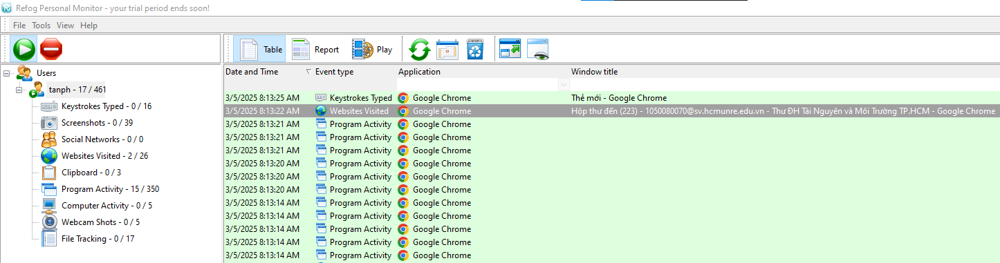 Refog Personal Monitor - your trial period ends soon!
File Tools View Help
Table Report Play
Users
tanph - 17 / 461
Keystrokes Typed - 0 / 16
Screenshots - 0 / 39
Social Networks - 0 / 0
Websites Visited - 2 / 26
Clipboard - 0 / 3
Program Activity - 15 / 350
Computer Activity - 0 / 5
Webcam Shots - 0 / 5
File Tracking - 0 / 17
Date and Time Event type Application Window title
3/5/2025 8:13:25 AM Keystrokes Typed Google Chrome Thẻ mới - Google Chrome
3/5/2025 8:13:22 AM Websites Visited Google Chrome Hộp thư đến (223) - 1050080070@sv.hcmunre.edu.vn - Thư ĐH Tài Nguyên và Môi Trường TP.HCM - Google Chrome
3/5/2025 8:13:21 AM Program Activity Google Chrome
3/5/2025 8:13:21 AM Program Activity Google Chrome
3/5/2025 8:13:21 AM Program Activity Google Chrome
3/5/2025 8:13:20 AM Program Activity Google Chrome
3/5/2025 8:13:20 AM Program Activity Google Chrome
3/5/2025 8:13:20 AM Program Activity Google Chrome
3/5/2025 8:13:14 AM Program Activity Google Chrome
3/5/2025 8:13:14 AM Program Activity Google Chrome
3/5/2025 8:13:14 AM Program Activity Google Chrome
3/5/2025 8:13:14 AM Program Activity Google Chrome
3/5/2025 8:13:14 AM Program Activity Google Chrome